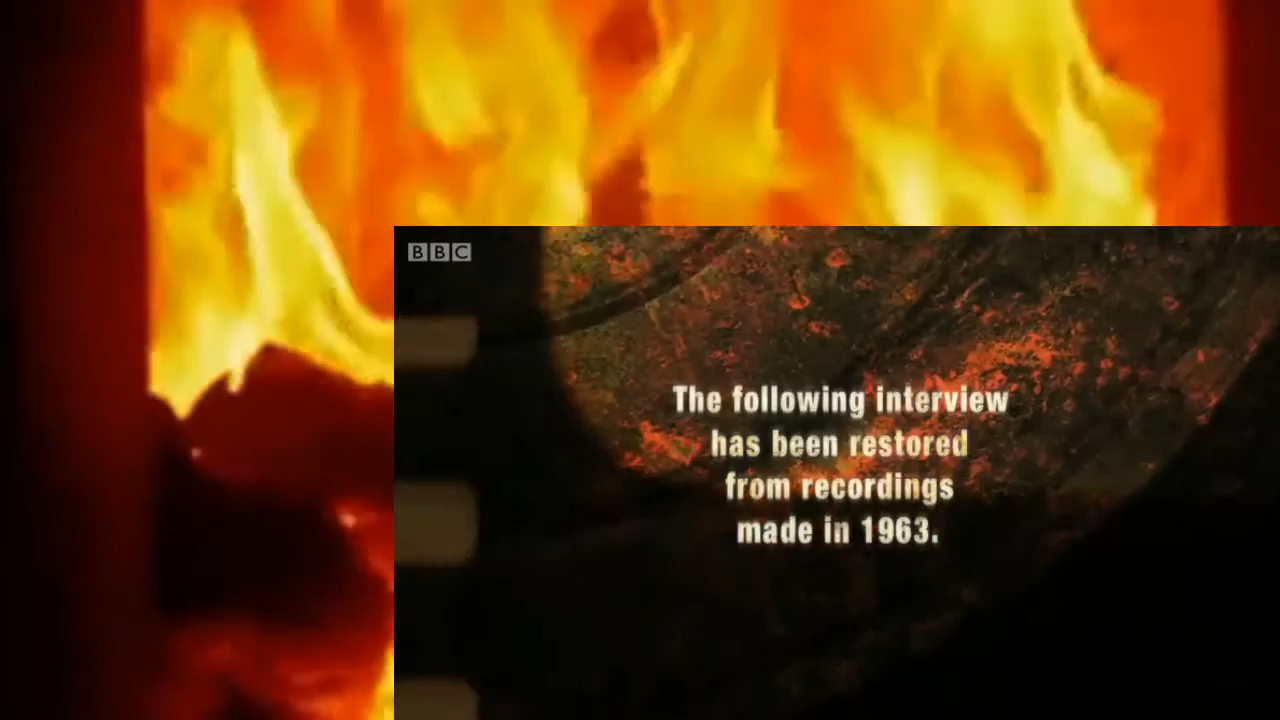 BBC
The following interview
has been restored
from recordings
made in 1963.